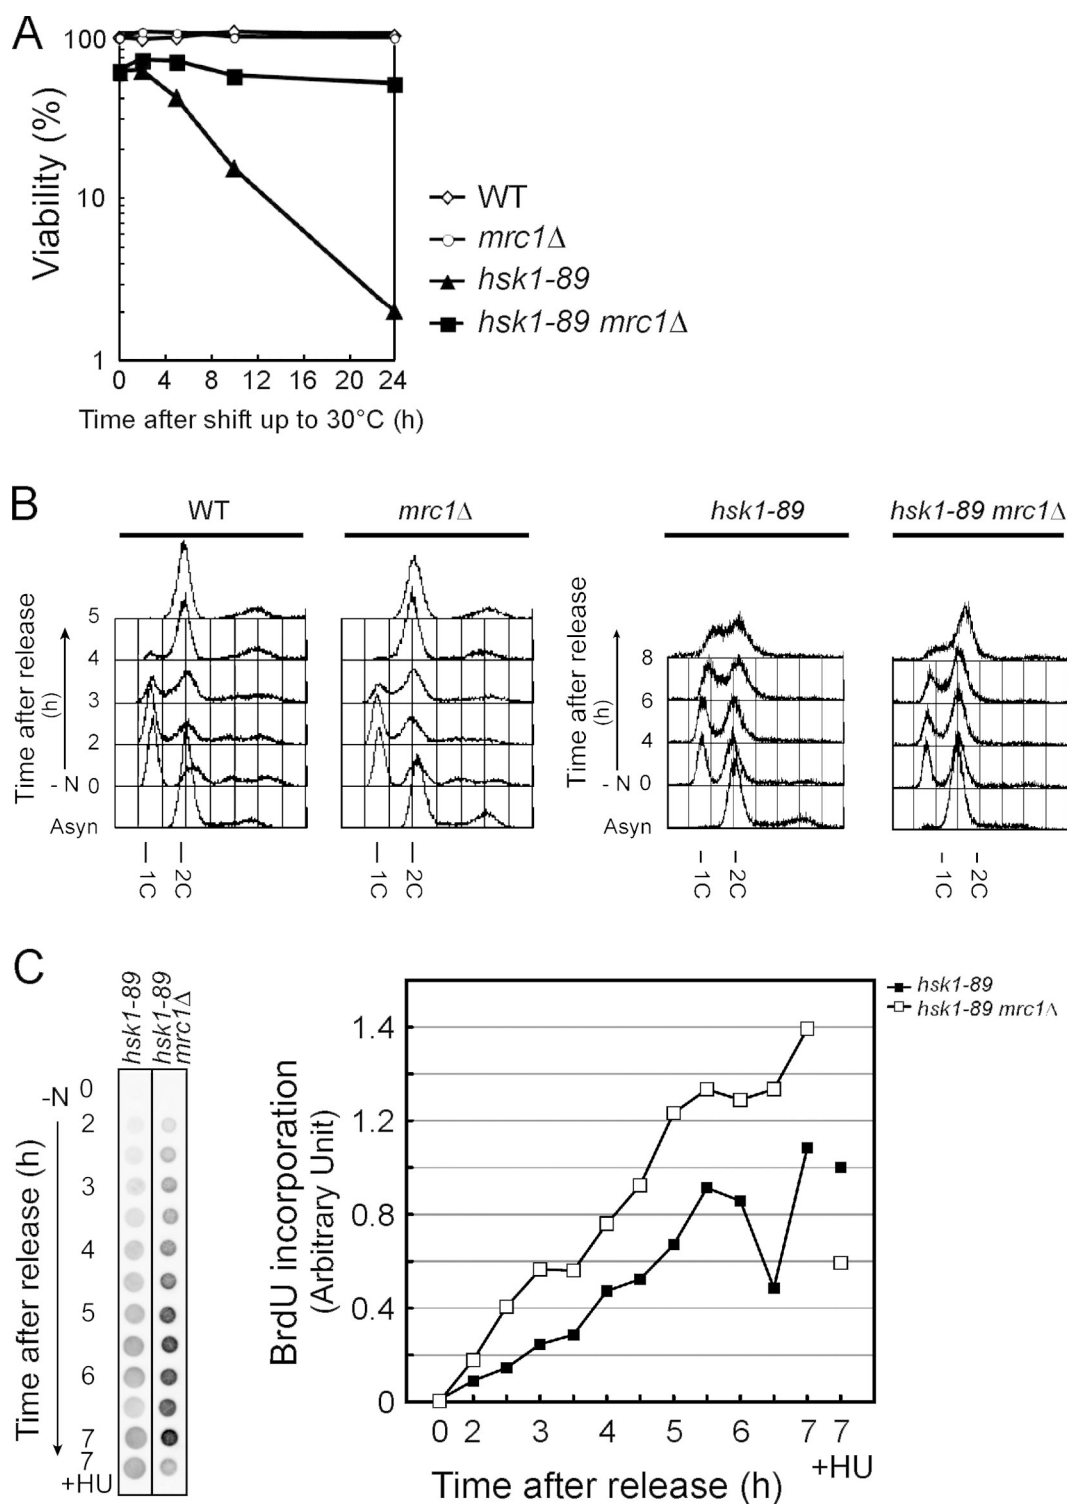 A
Viability (%)
100
10
1
0 4 8 12 16 20 24
Time after shift up to 30°C (h)
WT
mrc1Δ
hsk1-89
hsk1-89 mrc1Δ
B
WT
mrc1Δ
hsk1-89
hsk1-89 mrc1Δ
Time after release
(h)
5
4
3
2
- N 0
Asyn
1C
2C
1C
2C
Time after release
(h)
8
6
4
- N 0
Asyn
1C
2C
1C
2C
C
hsk1-89
hsk1-89
mrc1Δ
Time after release (h)
-N 0
2
3
4
5
6
7
7
+HU
BrdU incorporation
(Arbitrary Unit)
1.4
1.2
0.8
0.4
0
0 2 3 4 5 6 7 7
+HU
Time after release (h)
hsk1-89
hsk1-89 mrc1Δ